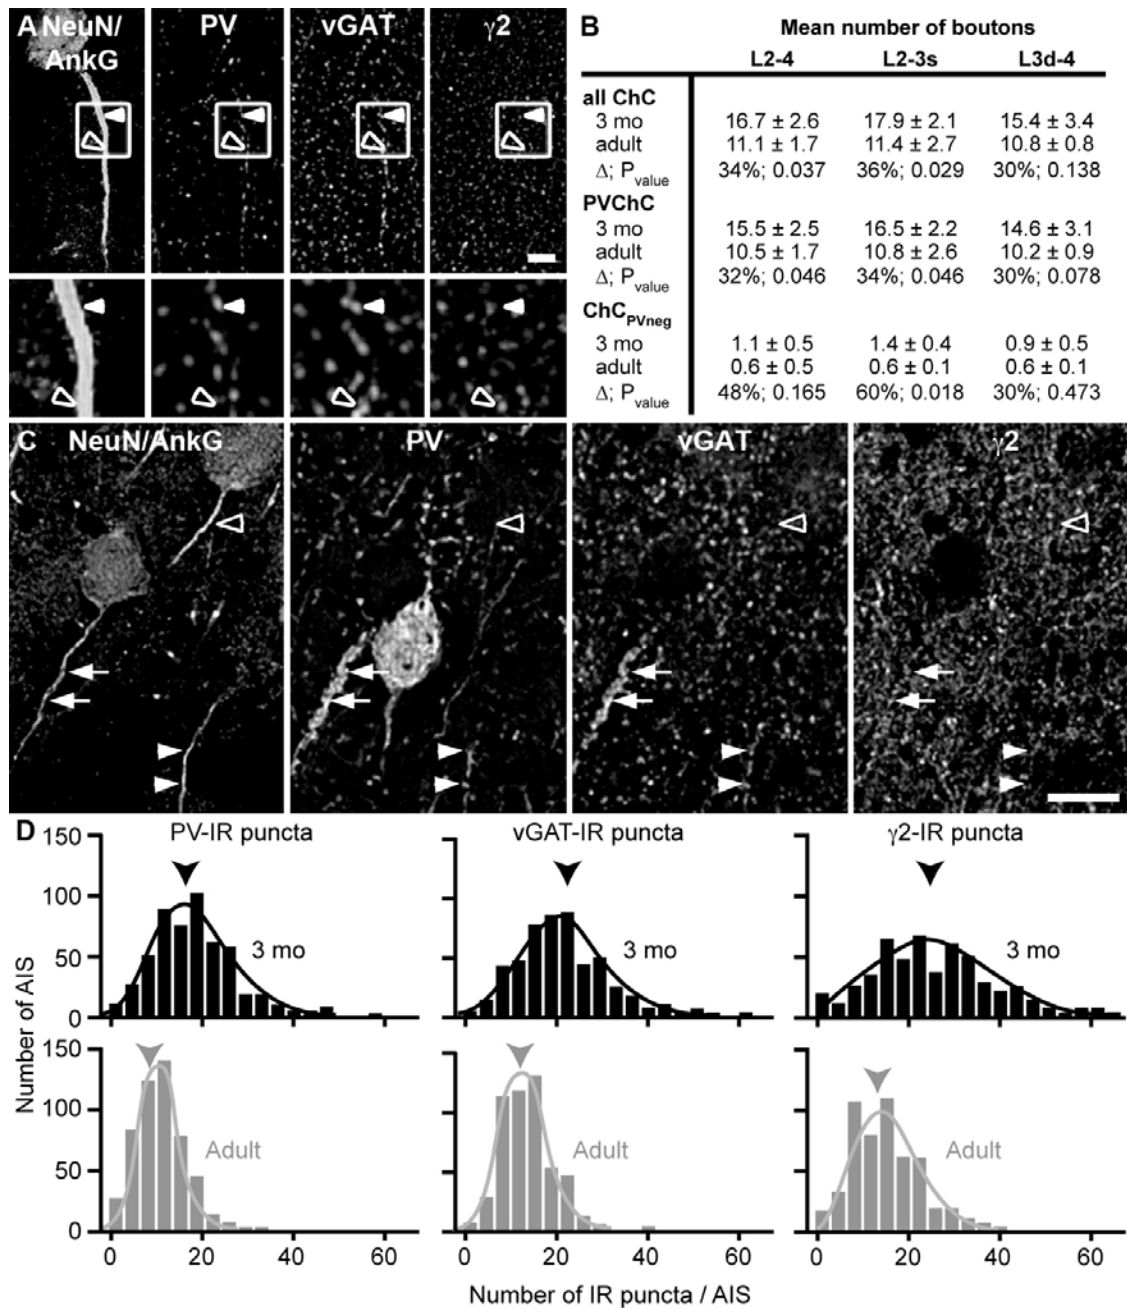 A NeuN/ AnkG
PV
vGAT
γ2
B Mean number of boutons
L2-4 L2-3s L3d-4
all ChC
3 mo 16.7 ± 2.6 17.9 ± 2.1 15.4 ± 3.4
adult 11.1 ± 1.7 11.4 ± 2.7 10.8 ± 0.8
Δ; Pvalue 34%; 0.037 36%; 0.029 30%; 0.138
PVChC
3 mo 15.5 ± 2.5 16.5 ± 2.2 14.6 ± 3.1
adult 10.5 ± 1.7 10.8 ± 2.6 10.2 ± 0.9
Δ; Pvalue 32%; 0.046 34%; 0.046 30%; 0.078
ChCPVneg
3 mo 1.1 ± 0.5 1.4 ± 0.4 0.9 ± 0.5
adult 0.6 ± 0.5 0.6 ± 0.1 0.6 ± 0.1
Δ; Pvalue 48%; 0.165 60%; 0.018 30%; 0.473
C NeuN/AnkG PV vGAT γ2
D PV-IR puncta vGAT-IR puncta γ2-IR puncta
150
100
50
0
3 mo 3 mo 3 mo
Number of AIS
150
100
50
0
Adult Adult Adult
0 20 40 60 0 20 40 60 0 20 40 60
Number of IR puncta / AIS